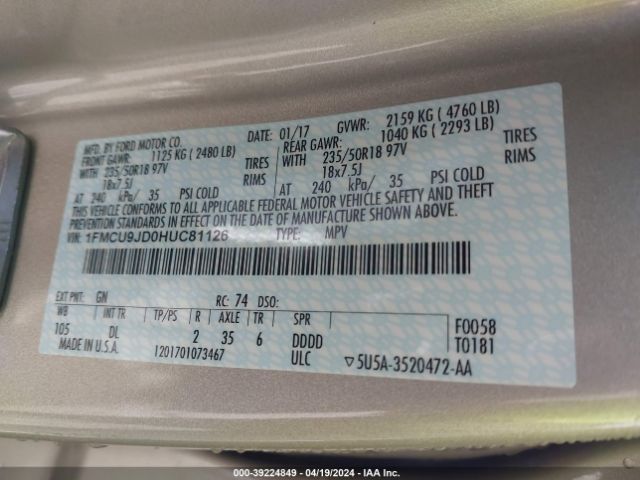 MFD. BY FORD MOTOR CO.
DATE: 01/17 GVWR: 2159 KG ( 4760 LB)
FRONT GAWR: 1125 KG ( 2480 LB)
REAR GAWR: 1040 KG ( 2293 LB)
WITH 235/50R18 97V TIRES
WITH 235/50R18 97V TIRES
18x7.5J RIMS
18x7.5J RIMS
AT 240 kPa/ 35 PSI COLD
AT 240 kPa/ 35 PSI COLD
THIS VEHICLE CONFORMS TO ALL APPLICABLE FEDERAL MOTOR VEHICLE SAFETY AND THEFT
PREVENTION STANDARDS IN EFFECT ON THE DATE OF MANUFACTURE SHOWN ABOVE.
VIN: 1FMCU9JD0HUC81126 TYPE: MPV
EXT PNT: GN RC: 74 DSO:
WB INT TR TP/PS R AXLE TR SPR
105 DL 2 35 6 DDDD
F0058
T0181
MADE IN U.S.A. 1201701073467 ULC ▽5U5A-3520472-AA
000-39224849 - 04/19/2024 - IAA Inc.